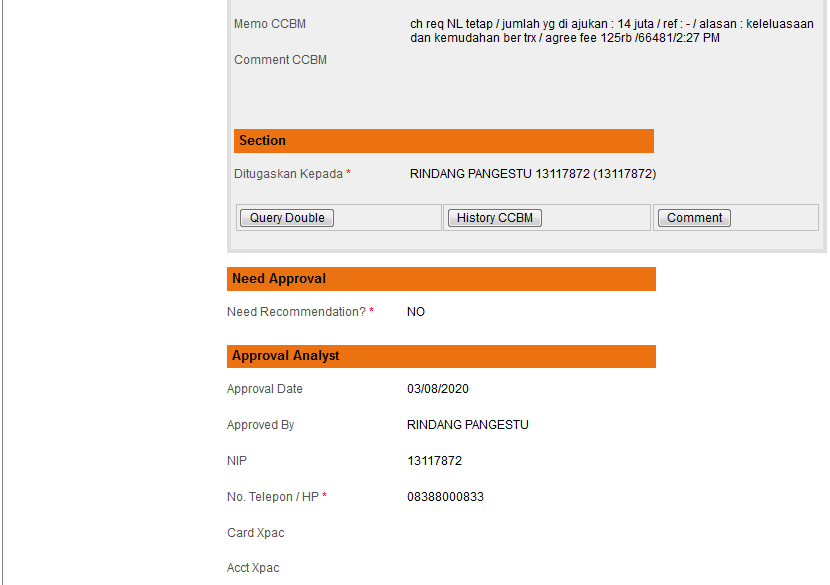 Memo CCBM
ch req NL tetap / jumlah yg di ajukan : 14 juta / ref : - / alasan : keleluasaan
dan kemudahan ber trx / agree fee 125rb /66481/2:27 PM
Comment CCBM
Section
Ditugaskan Kepada * RINDANG PANGESTU 13117872 (13117872)
Query Double History CCBM Comment
Need Approval
Need Recommendation? * NO
Approval Analyst
Approval Date 03/08/2020
Approved By RINDANG PANGESTU
NIP 13117872
No. Telepon / HP * 08388000833
Card Xpac
Acct Xpac